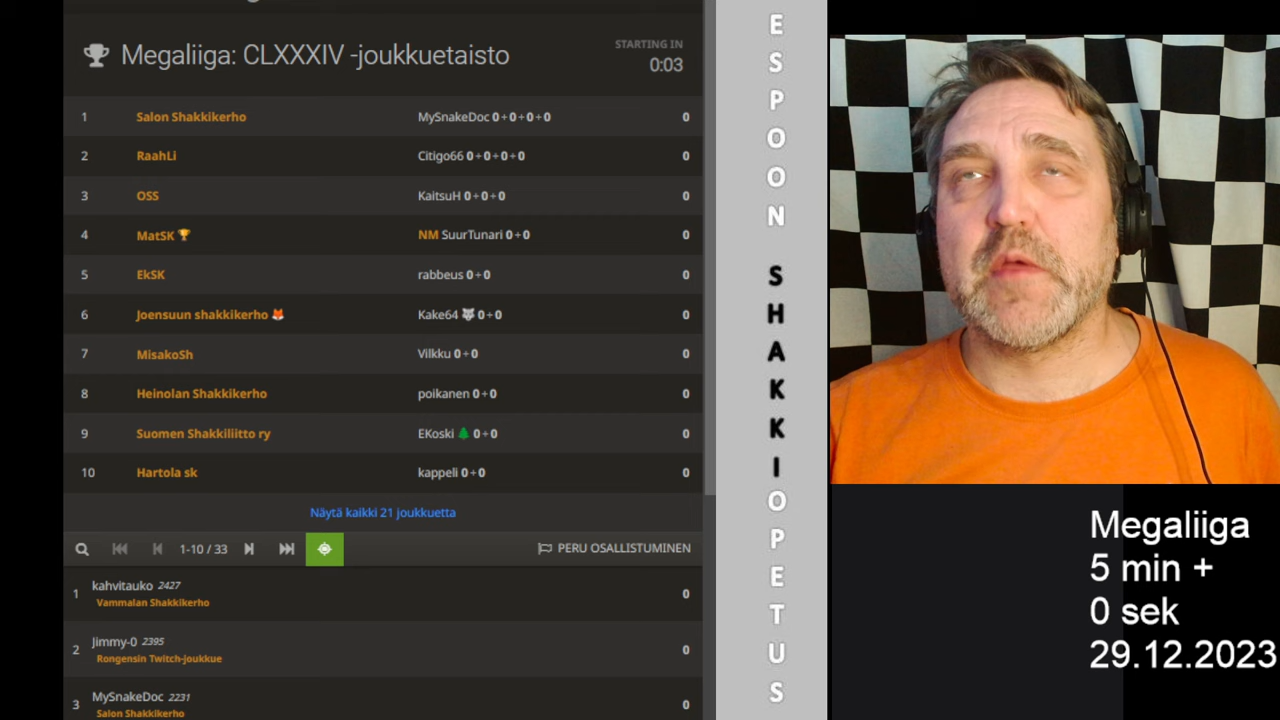 Megaliiga: CLXXXIV -joukkuetaisto
STARTING IN
0:03
1 Salon Shakkikerho MySnakeDoc 0+0+0+0 0
2 RaahLi Citigo66 0+0+0+0 0
3 OSS KaitsuH 0+0+0 0
4 MatSK 🏆 NM SuurTunari 0+0 0
5 EkSK rabbeus 0+0 0
6 Joensuun shakkikerho 🦊 Kake64 🐺 0+0 0
7 MisakoSh Vilkku 0+0 0
8 Heinolan Shakkikerho poikanen 0+0 0
9 Suomen Shakkiliitto ry EKoski 🌲 0+0 0
10 Hartola sk kappeli 0+0 0
Näytä kaikki 21 joukkuetta
1-10 / 33
PERU OSALLISTUMINEN
1 kahvitauko 2427 0
Vammalan Shakkikerho
2 Jimmy-0 2395 0
Rongensin Twitch-joukkue
3 MySnakeDoc 2231 0
Salon Shakkikerho
ESPOON SHAKKIOPETUS
Megaliiga
5 min +
0 sek
29.12.2023